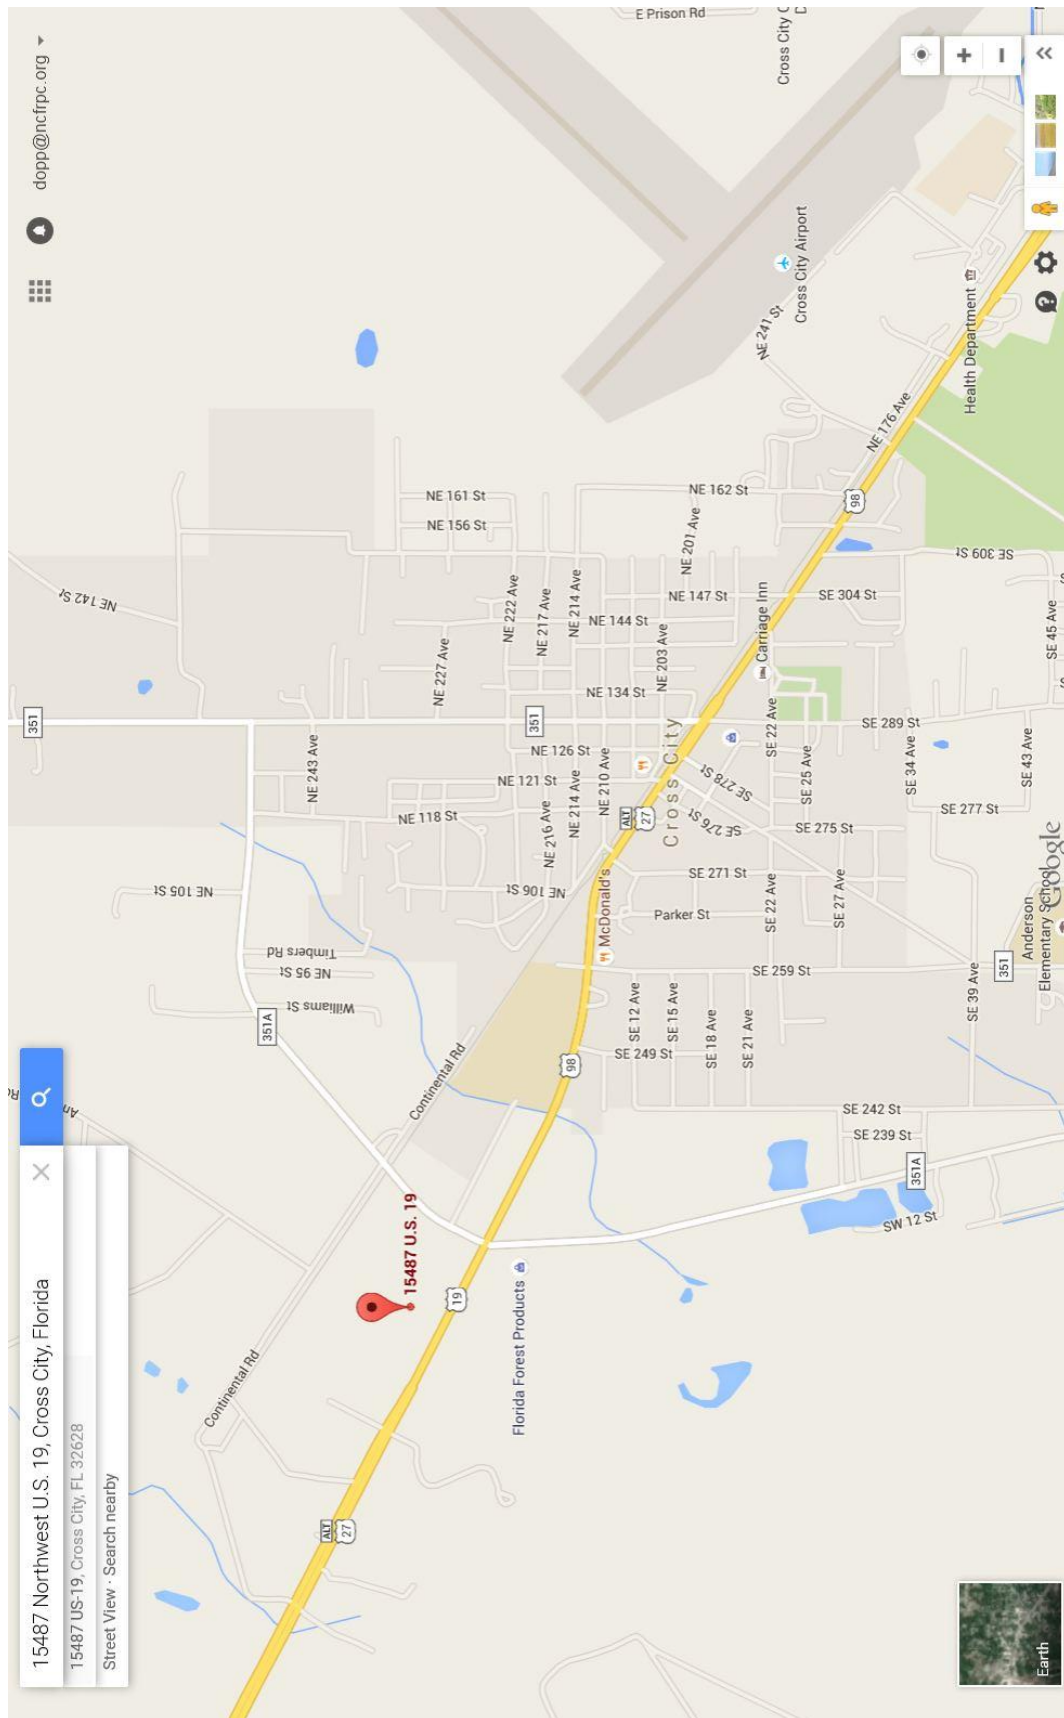 15487 Northwest U.S. 19, Cross City, Florida
15487 US-19, Cross City, FL 32628
Street View · Search nearby
dopp@ncfrpc.org
E Prison Rd
Cross City C
Cross City Airport
NE 241 St
Health Department
NE 176 Ave
98
NE 162 St
NE 161 St
NE 156 St
NE 201 Ave
SE 309 St
NE 142 St
NE 222 Ave
NE 217 Ave
NE 214 Ave
NE 147 St
SE 304 St
NE 144 St
NE 203 Ave
Carriage Inn
SE 45 Ave
NE 227 Ave
NE 134 St
351
351
SE 289 St
NE 243 Ave
NE 126 St
NE 121 St
NE 210 Ave
Cross City
SE 22 Ave
SE 25 Ave
SE 34 Ave
SE 43 Ave
SE 278 St
NE 118 St
NE 214 Ave
NE 216 Ave
ALT
27
SE 276 St
SE 275 St
SE 277 St
NE 105 St
NE 106 St
McDonald's
SE 271 St
Parker St
SE 22 Ave
SE 27 Ave
Timbers Rd
NE 95 St
Williams St
351A
SE 259 St
SE 39 Ave
351
Anderson
Elementary School
Google
SE 12 Ave
SE 15 Ave
SE 18 Ave
SE 21 Ave
SE 249 St
98
Continental Rd
SE 242 St
SE 239 St
351A
SW 12 St
15487 U.S. 19
19
Florida Forest Products
Continental Rd
ALT
27
Earth